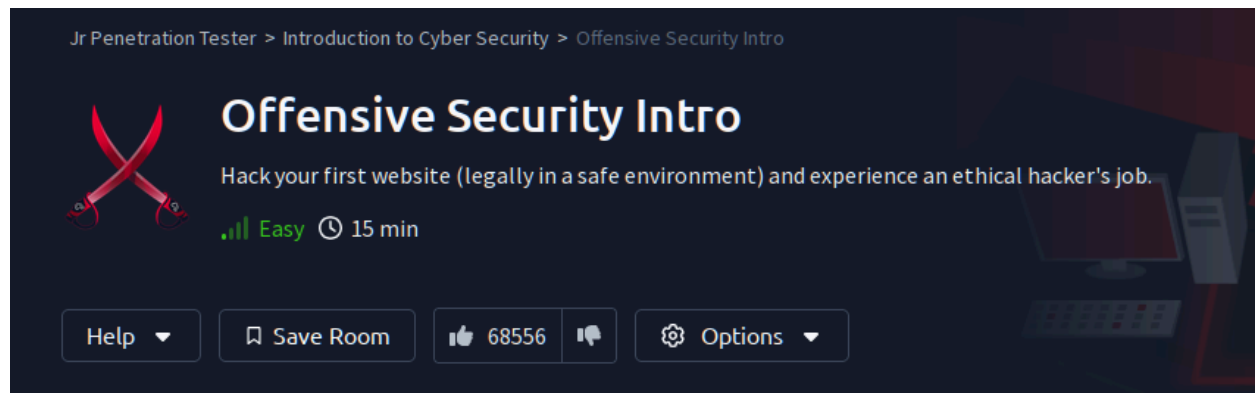 Jr Penetration Tester > Introduction to Cyber Security > Offensive Security Intro
Offensive Security Intro
Hack your first website (legally in a safe environment) and experience an ethical hacker's job.
Easy 15 min
Help Save Room 68556 Options